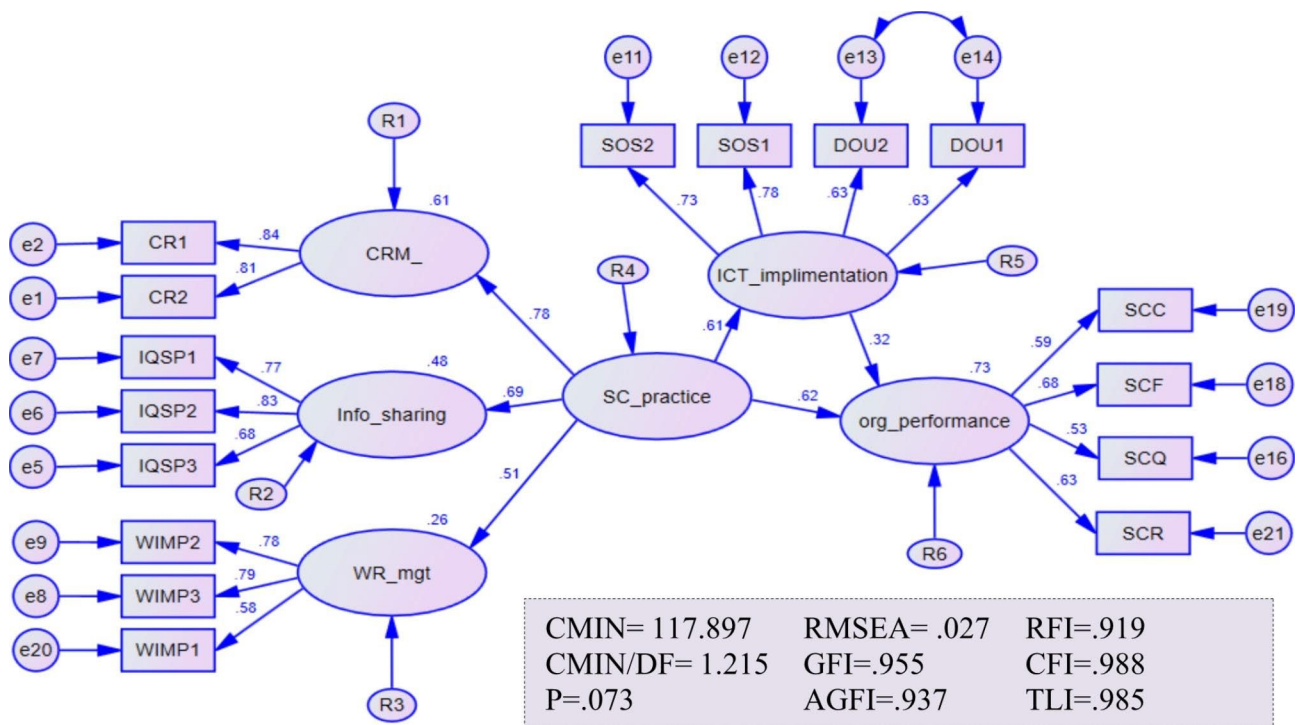 e11
e12
e13
e14
SOS2
SOS1
DOU2
DOU1
.73
.78
.63
.63
R1
.61
CRM_
e2
CR1
.84
e1
CR2
.81
.78
R4
ICT_implimentation
R5
.61
.32
e7
IQSP1
.77
e6
IQSP2
.83
e5
IQSP3
.68
.48
Info_sharing
.69
R2
SC_practice
.62
.73
org_performance
R6
.59
SCC
e19
.68
SCF
e18
.53
SCQ
e16
.63
SCR
e21
.51
.26
WR_mgt
R3
e9
WIMP2
.78
e8
WIMP3
.79
e20
WIMP1
.58
CMIN= 117.897 RMSEA= .027 RFI=.919
CMIN/DF= 1.215 GFI=.955 CFI=.988
P=.073 AGFI=.937 TLI=.985